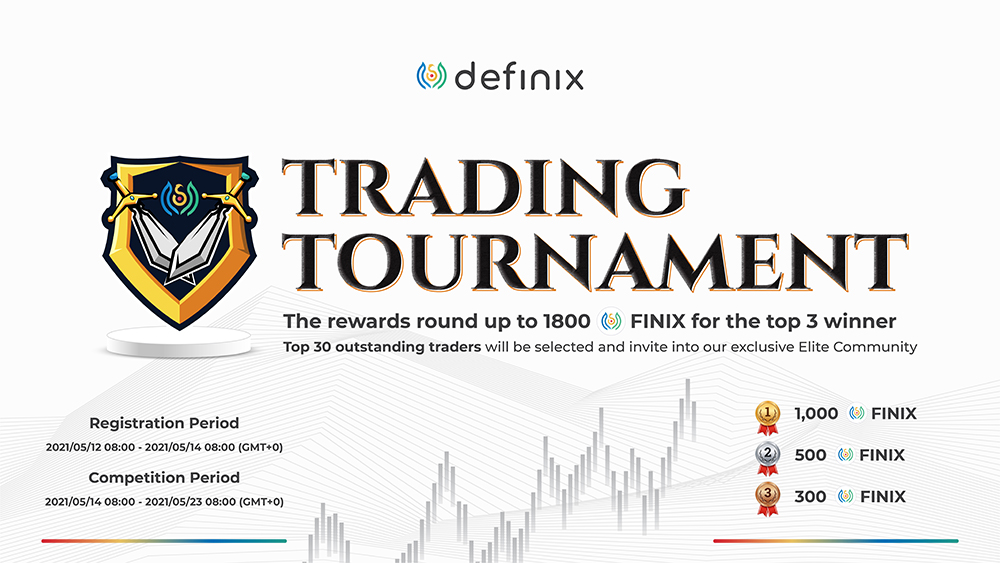 definix
TRADING
TOURNAMENT
The rewards round up to 1800 FINIX for the top 3 winner
Top 30 outstanding traders will be selected and invite into our exclusive Elite Community
Registration Period
2021/05/12 08:00 - 2021/05/14 08:00 (GMT+0)
Competition Period
2021/05/14 08:00 - 2021/05/23 08:00 (GMT+0)
1 1,000 FINIX
2 500 FINIX
3 300 FINIX